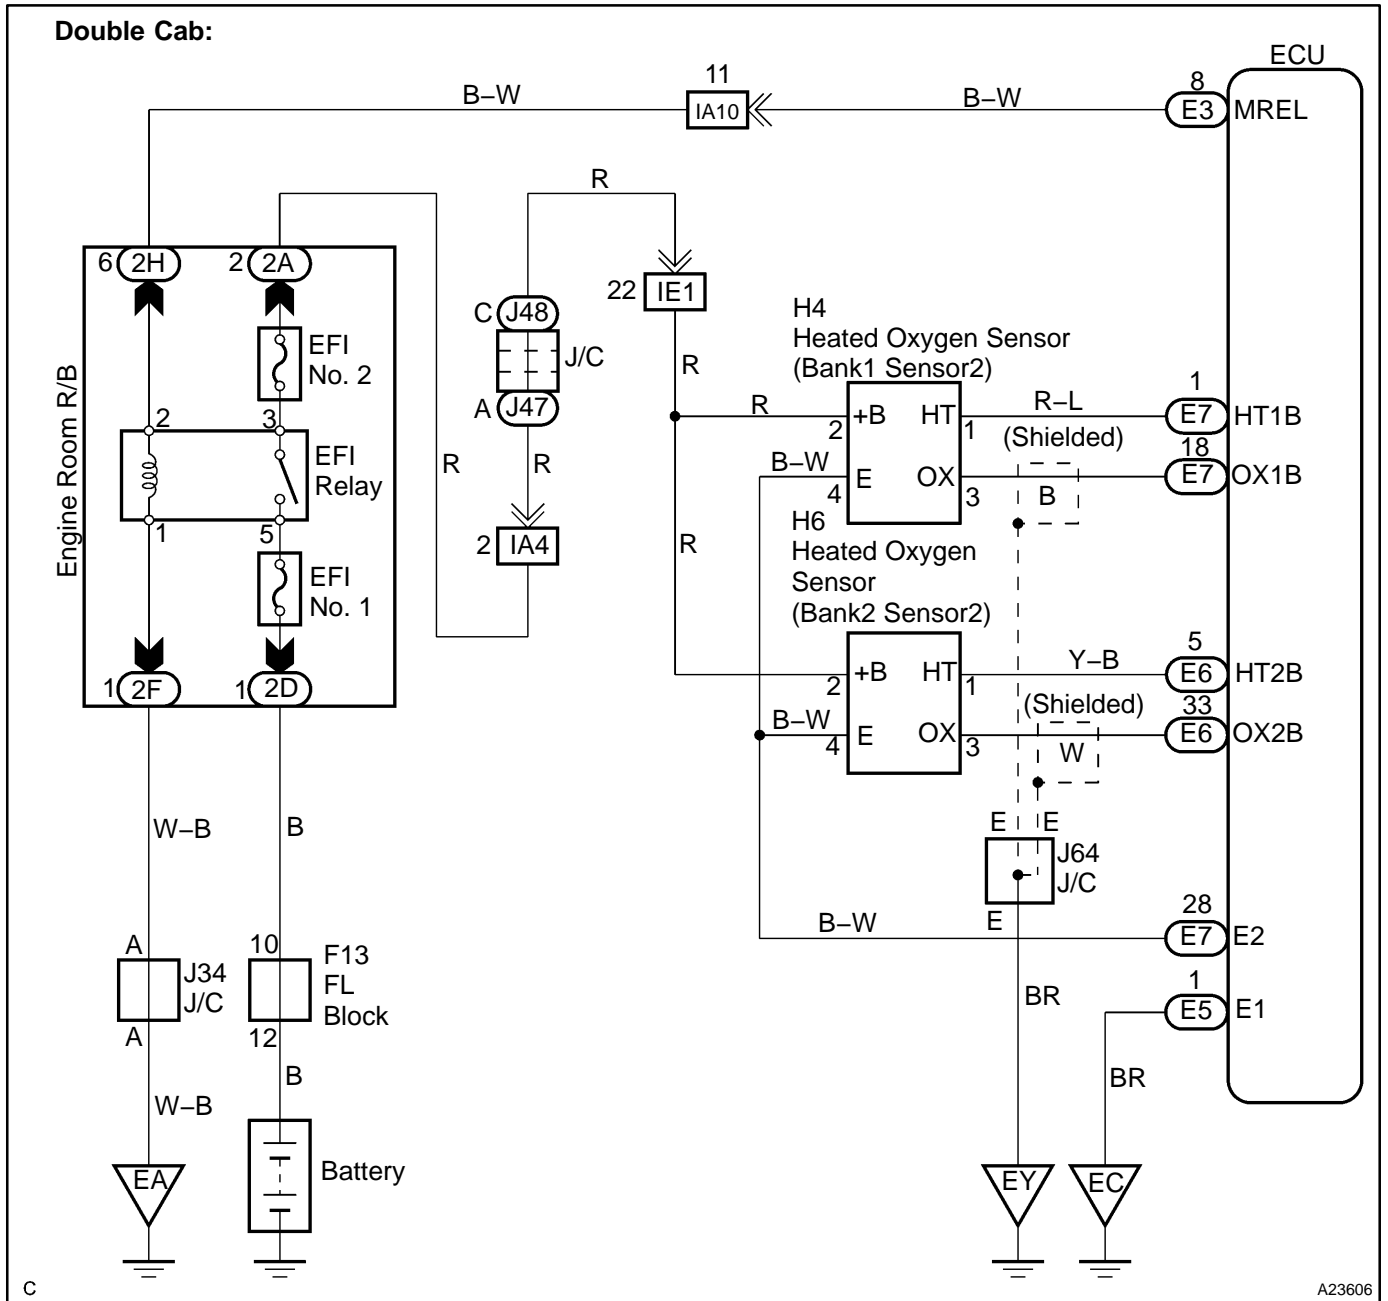 Double Cab:
ECU
11
8
B–W
IA10
B–W
E3
MREL
R
6
2H
2
2A
22
IE1
C
J48
J/C
A
J47
EFI
No. 2
R
H4
Heated Oxygen Sensor
(Bank1 Sensor2)
1
R
+B
HT
R–L
E7
HT1B
2
1
(Shielded)
18
2
3
EFI
Relay
R
R
B–W
E
OX
B
E7
OX1B
4
3
1
5
Engine Room R/B
2
IA4
R
H6
Heated Oxygen
Sensor
(Bank2 Sensor2)
EFI
No. 1
5
Y–B
+B
HT
E6
HT2B
2
1
1
2F
1
2D
(Shielded)
33
B–W
E
OX
W
E6
OX2B
4
3
W–B
B
E
E
J64
J/C
E
28
B–W
E7
E2
A
10
F13
FL
Block
J34
J/C
A
12
1
BR
E5
E1
B
BR
W–B
EA
Battery
EY
EC
C
A23606